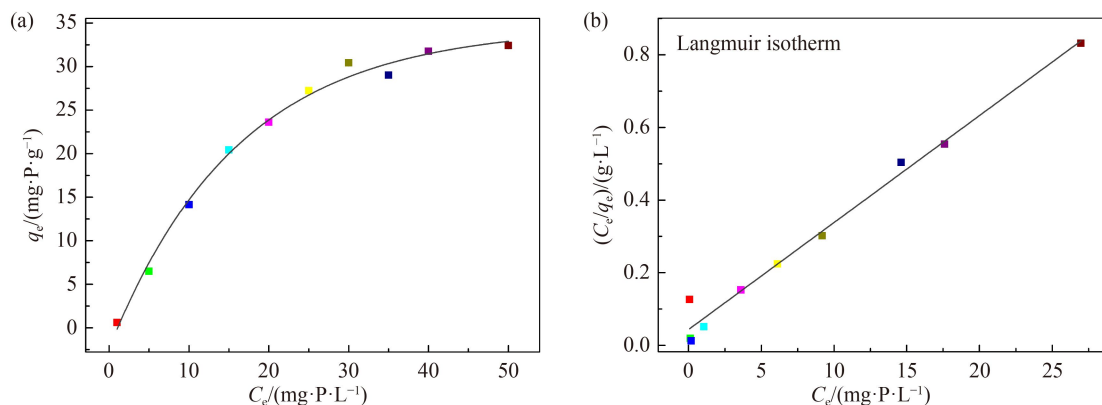 (a)
35
30
25
20
15
10
5
0
qₑ/(mg·P·g⁻¹)
0 10 20 30 40 50
Cₑ/(mg·P·L⁻¹)
(b)
Langmuir isotherm
0.8
0.6
0.4
0.2
0.0
(Cₑ/qₑ)/(g·L⁻¹)
0 5 10 15 20 25
Cₑ/(mg·P·L⁻¹)